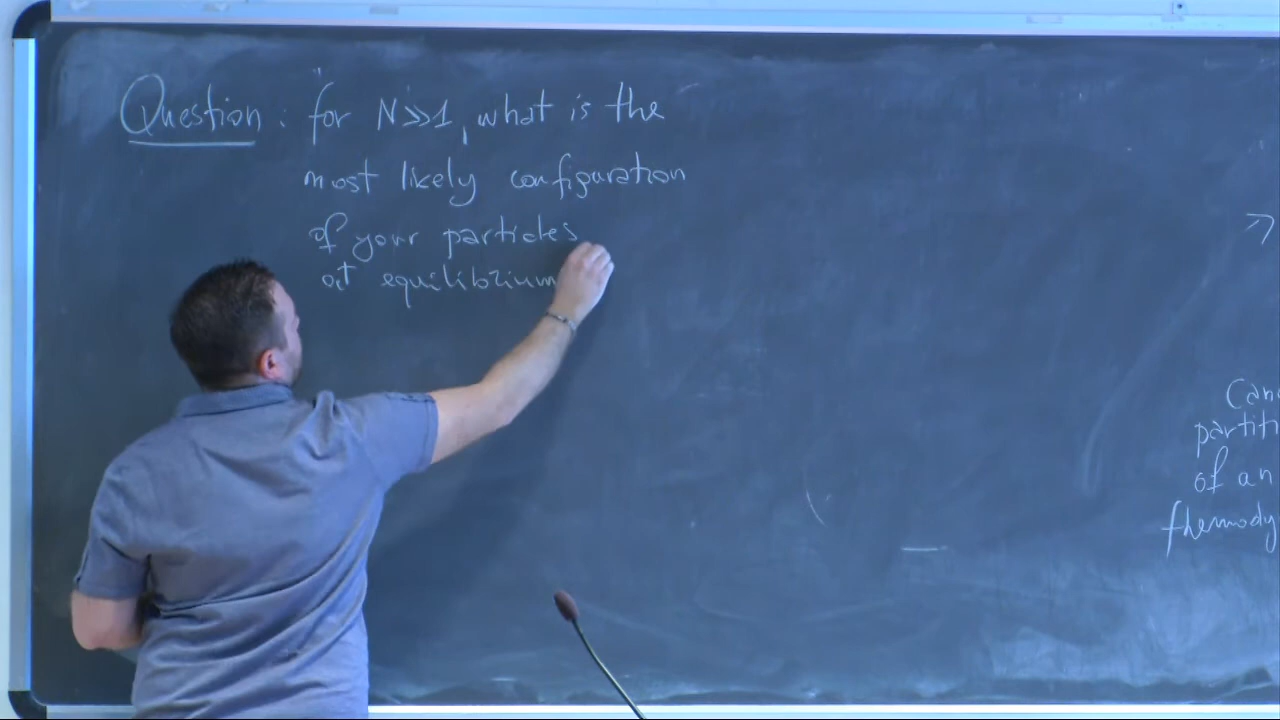 Question: for N>>1, what is the
most likely configuration
of your particles
at equilibrium
Can
partiti
of an
thermody